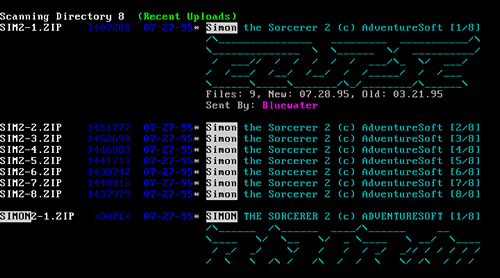 Scanning Directory 8 (Recent Uploads)
SIM2-1.ZIP 1407288 07-27-95* Simon the Sorcerer 2 (c) AdventureSoft [1/8]
Files: 9, New: 07.28.95, Old: 03.21.95
Sent By: Bluewater
SIM2-2.ZIP 1451777 07-27-95* Simon the Sorcerer 2 (c) AdventureSoft [2/8]
SIM2-3.ZIP 07-27-95* Simon the Sorcerer 2 (c) AdventureSoft [3/8]
SIM2-4.ZIP 07-27-95* Simon the Sorcerer 2 (c) AdventureSoft [4/8]
SIM2-5.ZIP 1441713 07-27-95* Simon the Sorcerer 2 (c) AdventureSoft [5/8]
SIM2-6.ZIP 07-27-95* Simon the Sorcerer 2 (c) AdventureSoft [6/8]
SIM2-7.ZIP 07-27-95* Simon the Sorcerer 2 (c) AdventureSoft [7/8]
SIM2-8.ZIP 07-27-95* Simon the Sorcerer 2 (c) AdventureSoft [8/8]
SIMON2-1.ZIP >DUPE< 07-27-95* SIMON THE SORCERER 2 (C) ADVENTURESOFT [1/8]